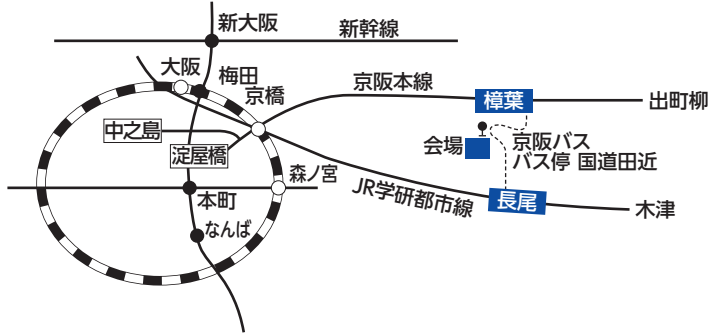 新大阪
新幹線
大阪
梅田
京橋
京阪本線
樟葉
出町柳
中之島
淀屋橋
会場
京阪バス
バス停 国道田近
森ノ宮
本町
JR学研都市線
長尾
木津
なんば